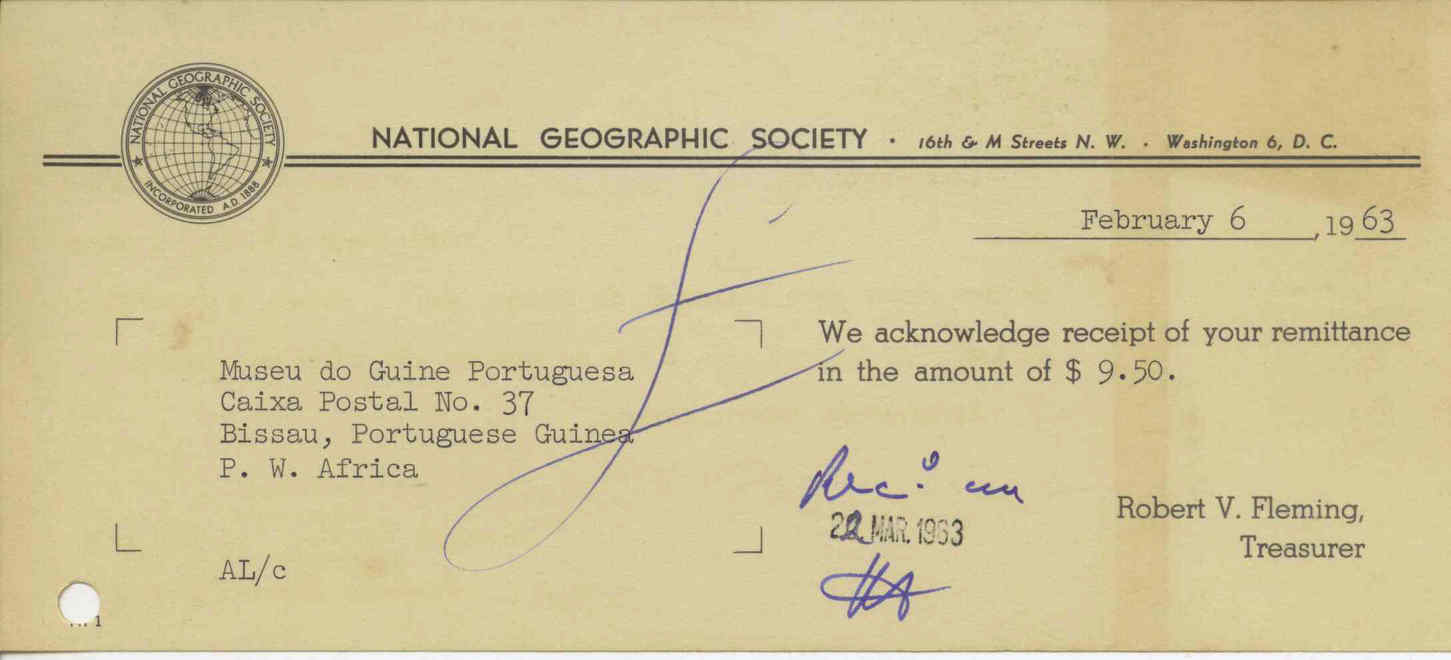 NATIONAL GEOGRAPHIC SOCIETY
INCORPORATED A.D. 1888
NATIONAL GEOGRAPHIC SOCIETY · 16th & M Streets N. W. · Washington 6, D. C.
February 6, 1963
Museu do Guine Portuguesa
Caixa Postal No. 37
Bissau, Portuguese Guinea
P. W. Africa
AL/c
We acknowledge receipt of your remittance
in the amount of $ 9.50.
Rec.º em
22 MAR. 1963
Robert V. Fleming,
Treasurer